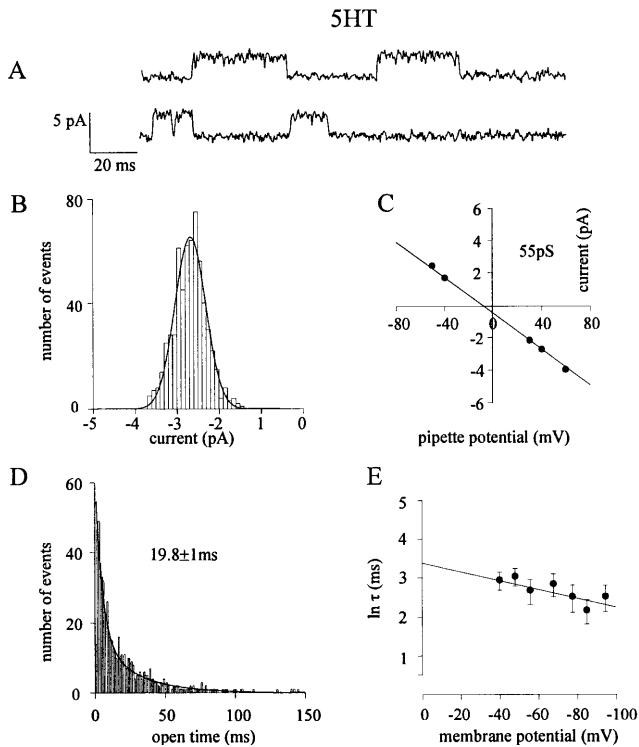 5HT
A
5 pA
20 ms
B
80
40
0
number of events
-5 -4 -3 -2 -1 0
current (pA)
C
6
4
2
-2
-4
-6
-80 -40 0 40 80
55pS
current (pA)
pipette potential (mV)
D
60
40
20
0
number of events
19.8±1ms
0 50 100 150
open time (ms)
E
5
4
3
2
1
ln τ (ms)
0 -20 -40 -60 -80 -100
membrane potential (mV)